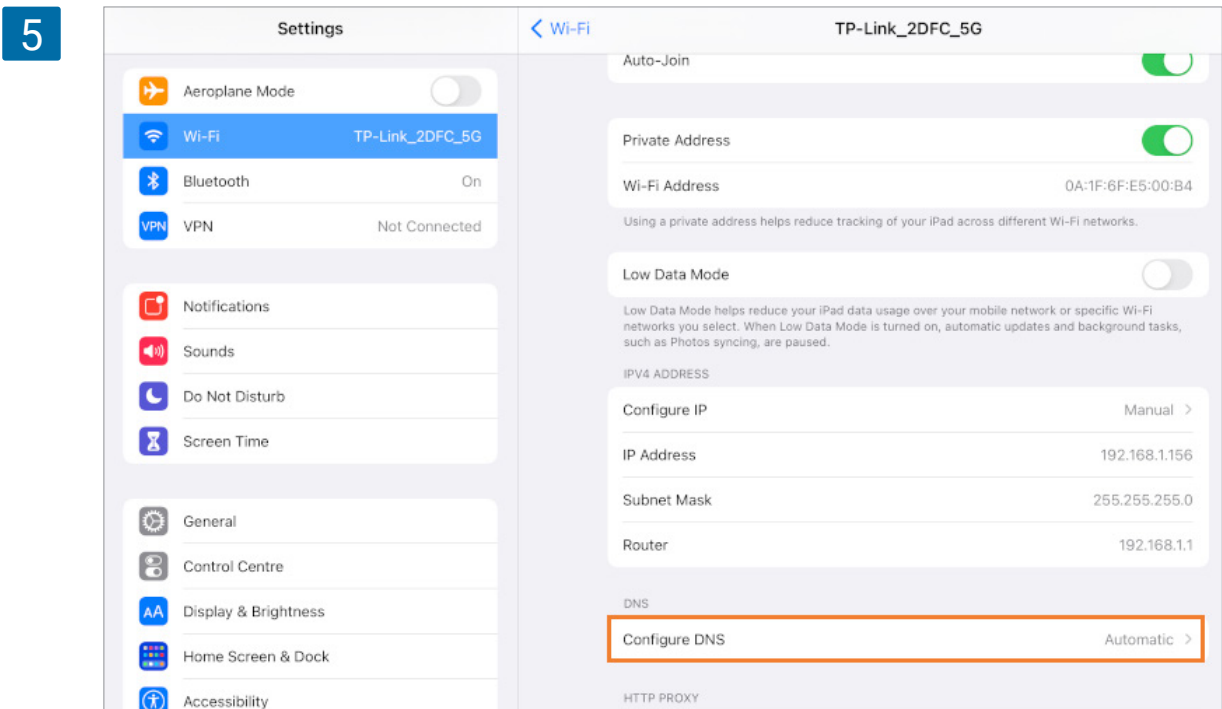 5
Settings
Aeroplane Mode
Wi-Fi TP-Link_2DFC_5G
Bluetooth On
VPN VPN Not Connected
Notifications
Sounds
Do Not Disturb
Screen Time
General
Control Centre
AA Display & Brightness
Home Screen & Dock
Accessibility
Wi-Fi TP-Link_2DFC_5G
Auto-Join
Private Address
Wi-Fi Address 0A:1F:6F:E5:00:B4
Using a private address helps reduce tracking of your iPad across different Wi-Fi networks.
Low Data Mode
Low Data Mode helps reduce your iPad data usage over your mobile network or specific Wi-Fi
networks you select. When Low Data Mode is turned on, automatic updates and background tasks,
such as Photos syncing, are paused.
IPV4 ADDRESS
Configure IP Manual
IP Address 192.168.1.156
Subnet Mask 255.255.255.0
Router 192.168.1.1
DNS
Configure DNS Automatic
HTTP PROXY